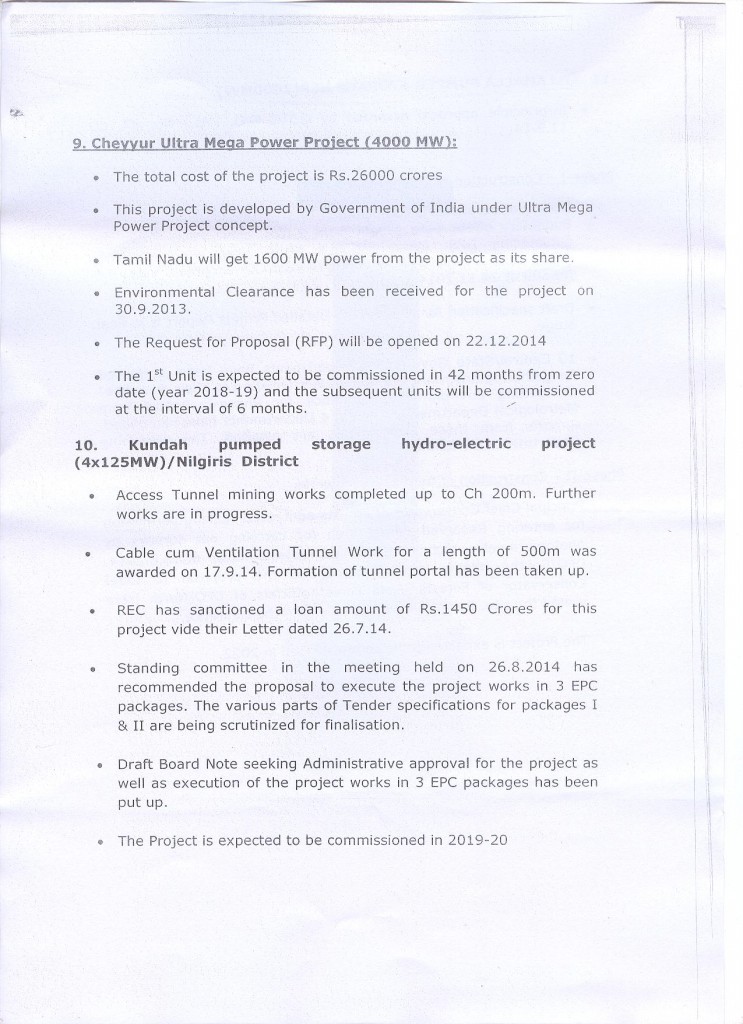 9. Cheyyur Ultra Mega Power Project (4000 MW):
• The total cost of the project is Rs.26000 crores
• This project is developed by Government of India under Ultra Mega
Power Project concept.
• Tamil Nadu will get 1600 MW power from the project as its share.
• Environmental Clearance has been received for the project on
30.9.2013.
• The Request for Proposal (RFP) will be opened on 22.12.2014
• The 1st Unit is expected to be commissioned in 42 months from zero
date (year 2018-19) and the subsequent units will be commissioned
at the interval of 6 months.
10. Kundah pumped storage hydro-electric project
(4x125MW)/Nilgiris District
• Access Tunnel mining works completed up to Ch 200m. Further
works are in progress.
• Cable cum Ventilation Tunnel Work for a length of 500m was
awarded on 17.9.14. Formation of tunnel portal has been taken up.
• REC has sanctioned a loan amount of Rs.1450 Crores for this
project vide their Letter dated 26.7.14.
• Standing committee in the meeting held on 26.8.2014 has
recommended the proposal to execute the project works in 3 EPC
packages. The various parts of Tender specifications for packages I
& II are being scrutinized for finalisation.
• Draft Board Note seeking Administrative approval for the project as
well as execution of the project works in 3 EPC packages has been
put up.
• The Project is expected to be commissioned in 2019-20